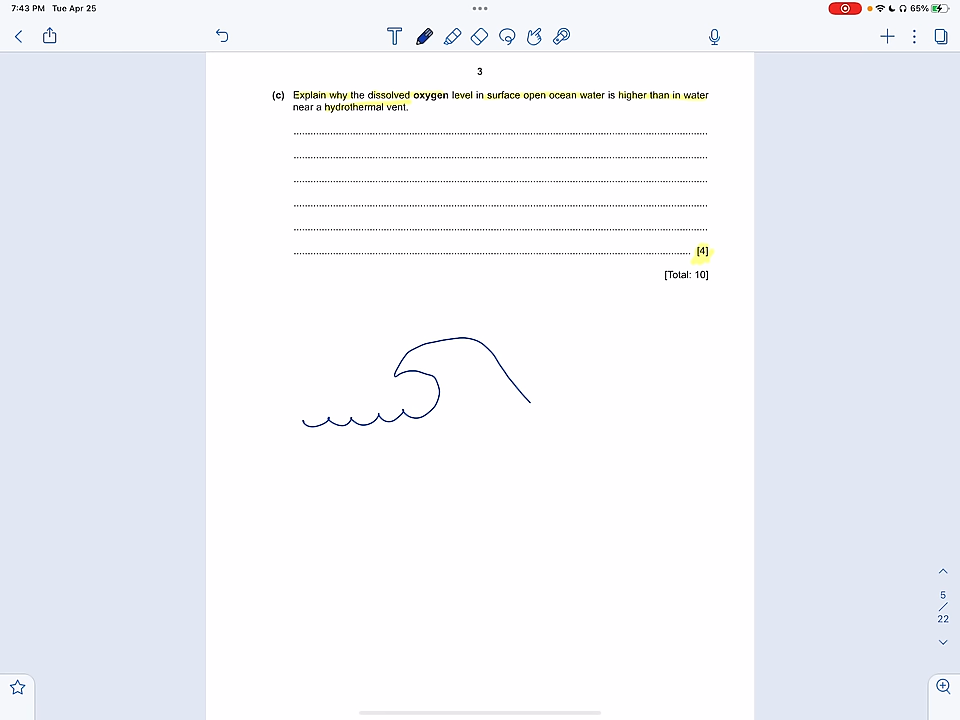 7:43 PM Tue Apr 25
65%
3
(c) Explain why the dissolved oxygen level in surface open ocean water is higher than in water
near a hydrothermal vent.
[4]
[Total: 10]
5
/
22